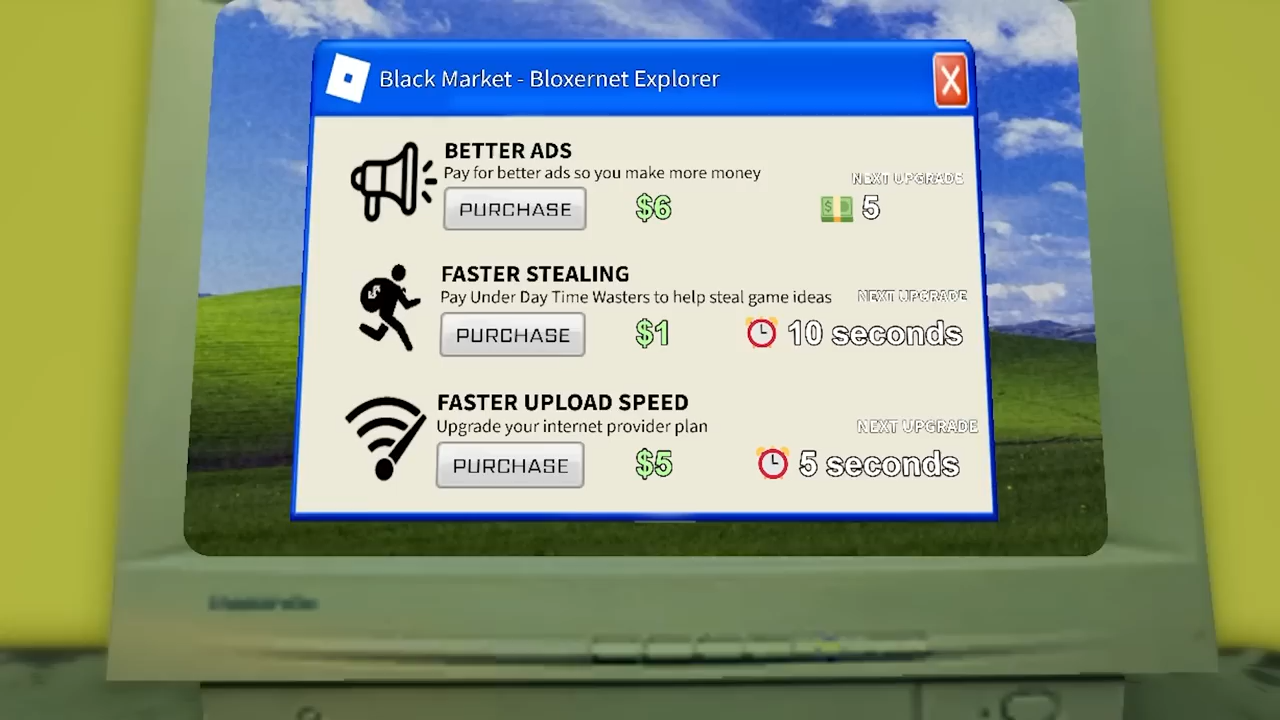 Black Market - Bloxernet Explorer
X
BETTER ADS
Pay for better ads so you make more money
NEXT UPGRADE
PURCHASE
$6
5
FASTER STEALING
Pay Under Day Time Wasters to help steal game ideas
NEXT UPGRADE
PURCHASE
$1
10 seconds
FASTER UPLOAD SPEED
Upgrade your internet provider plan
NEXT UPGRADE
PURCHASE
$5
5 seconds